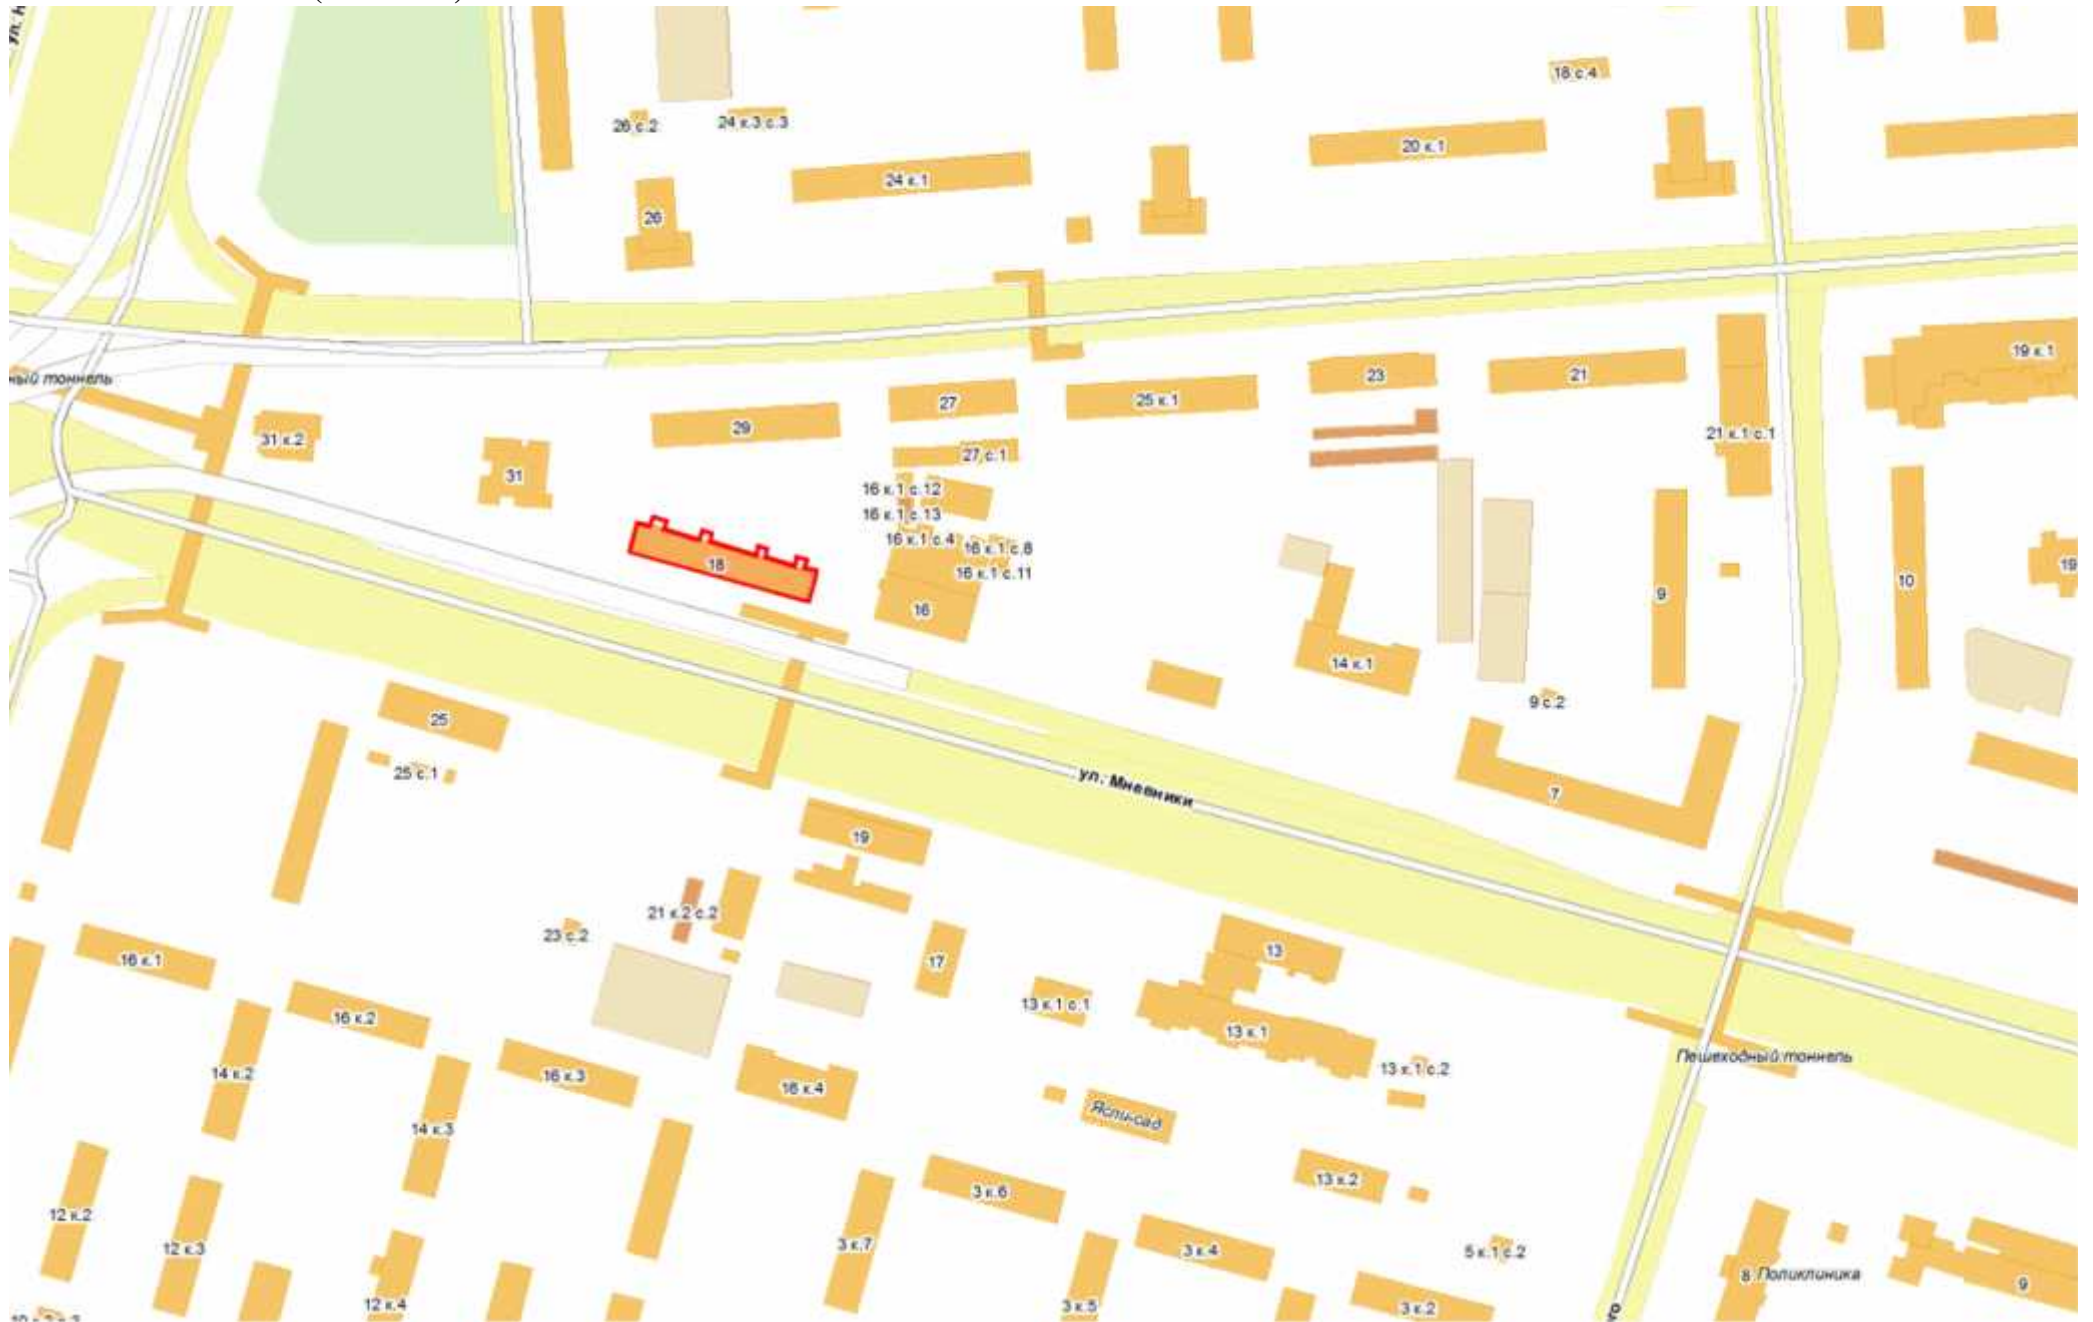 18 с.4
26 с.2
24 к.3 с.3
20 к.1
24 к.1
26
19 к.1
23
21
ный тоннель
27
25 к.1
29
31 к.2
21 к.1 с.1
27 с.1
31
16 к.1 с.12
16 к.1 с.13
16 к.1 с.4
16 к.1 с.8
18
16 к.1 с.11
19
10
9
16
14 к.1
9 с.2
25
25 с.1
ул. Мневники
7
19
21 к.2 с.2
23 с.2
13
16 к.1
17
13 к.1 с.1
16 к.2
13 к.1
Пешеходный тоннель
14 к.2
16 к.3
13 к.1 с.2
16 к.4
Ясли-сад
14 к.3
13 к.2
3 к.6
12 к.2
12 к.3
3 к.7
3 к.4
5 к.1 с.2
8 Поликлиника
9
12 к.4
3 к.5
3 к.2